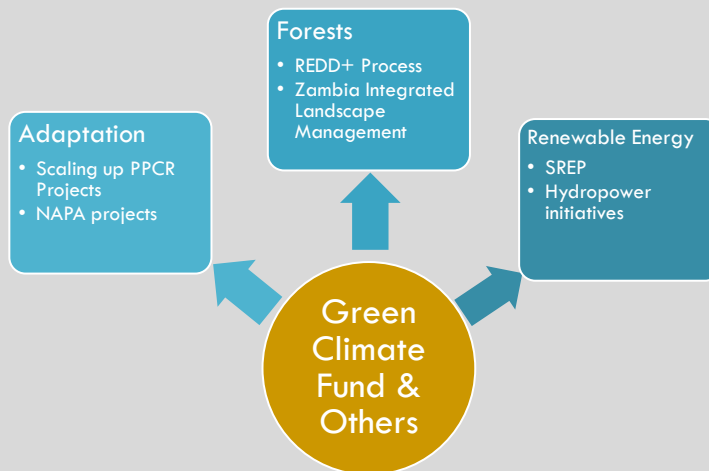 Forests
• REDD+ Process
• Zambia Integrated
Landscape
Management
Adaptation
• Scaling up PPCR
Projects
• NAPA projects
Renewable Energy
• SREP
• Hydropower
initiatives
Green
Climate
Fund &
Others